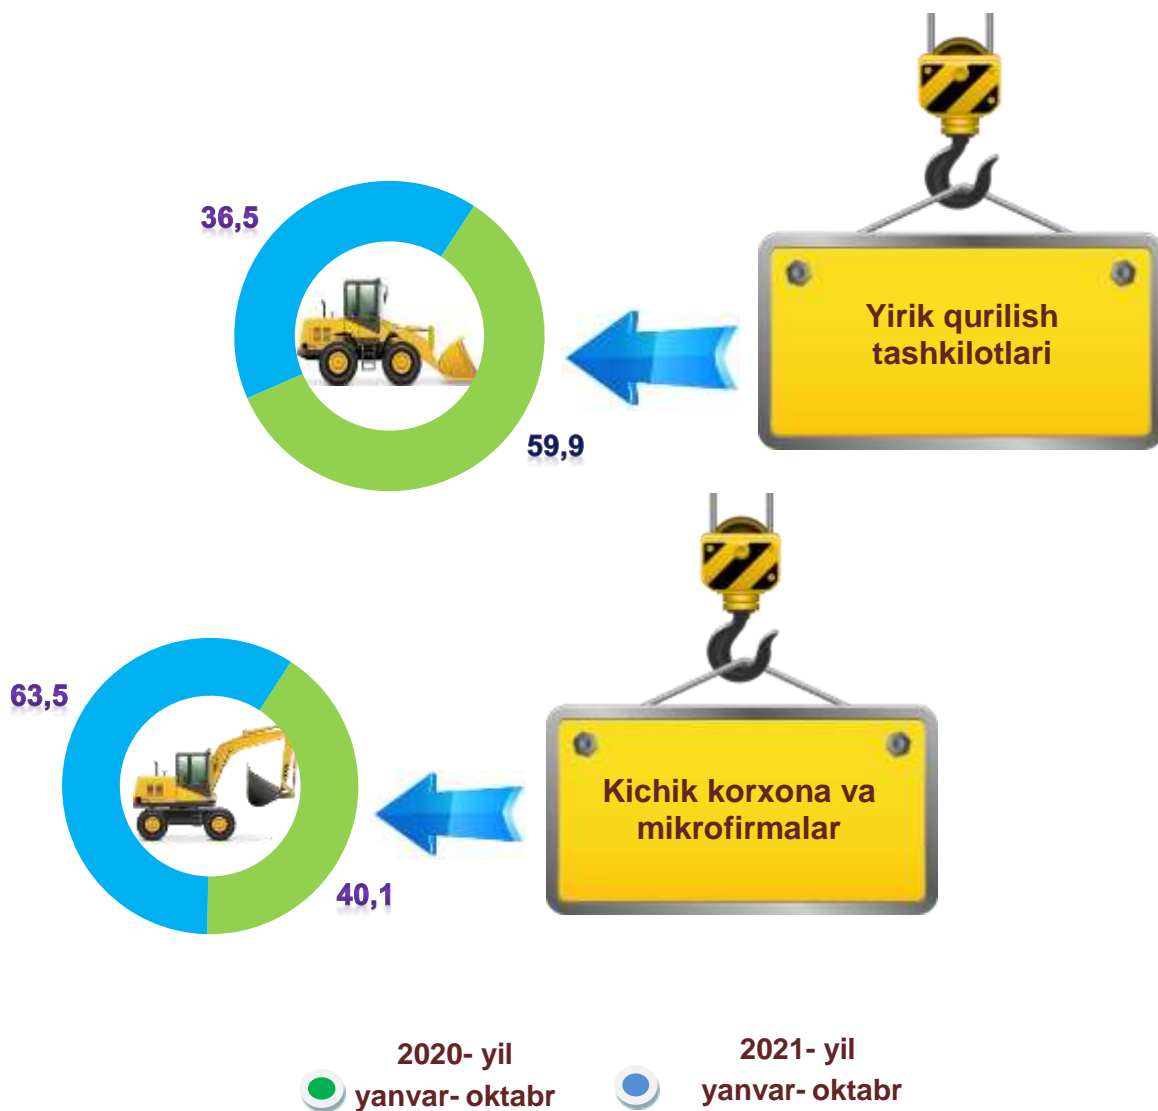 36,5
Yirik qurilish
tashkilotlari
59,9
63,5
Kichik korxona va
mikrofirmalar
40,1
2020- yil
yanvar- oktabr
2021- yil
yanvar- oktabr